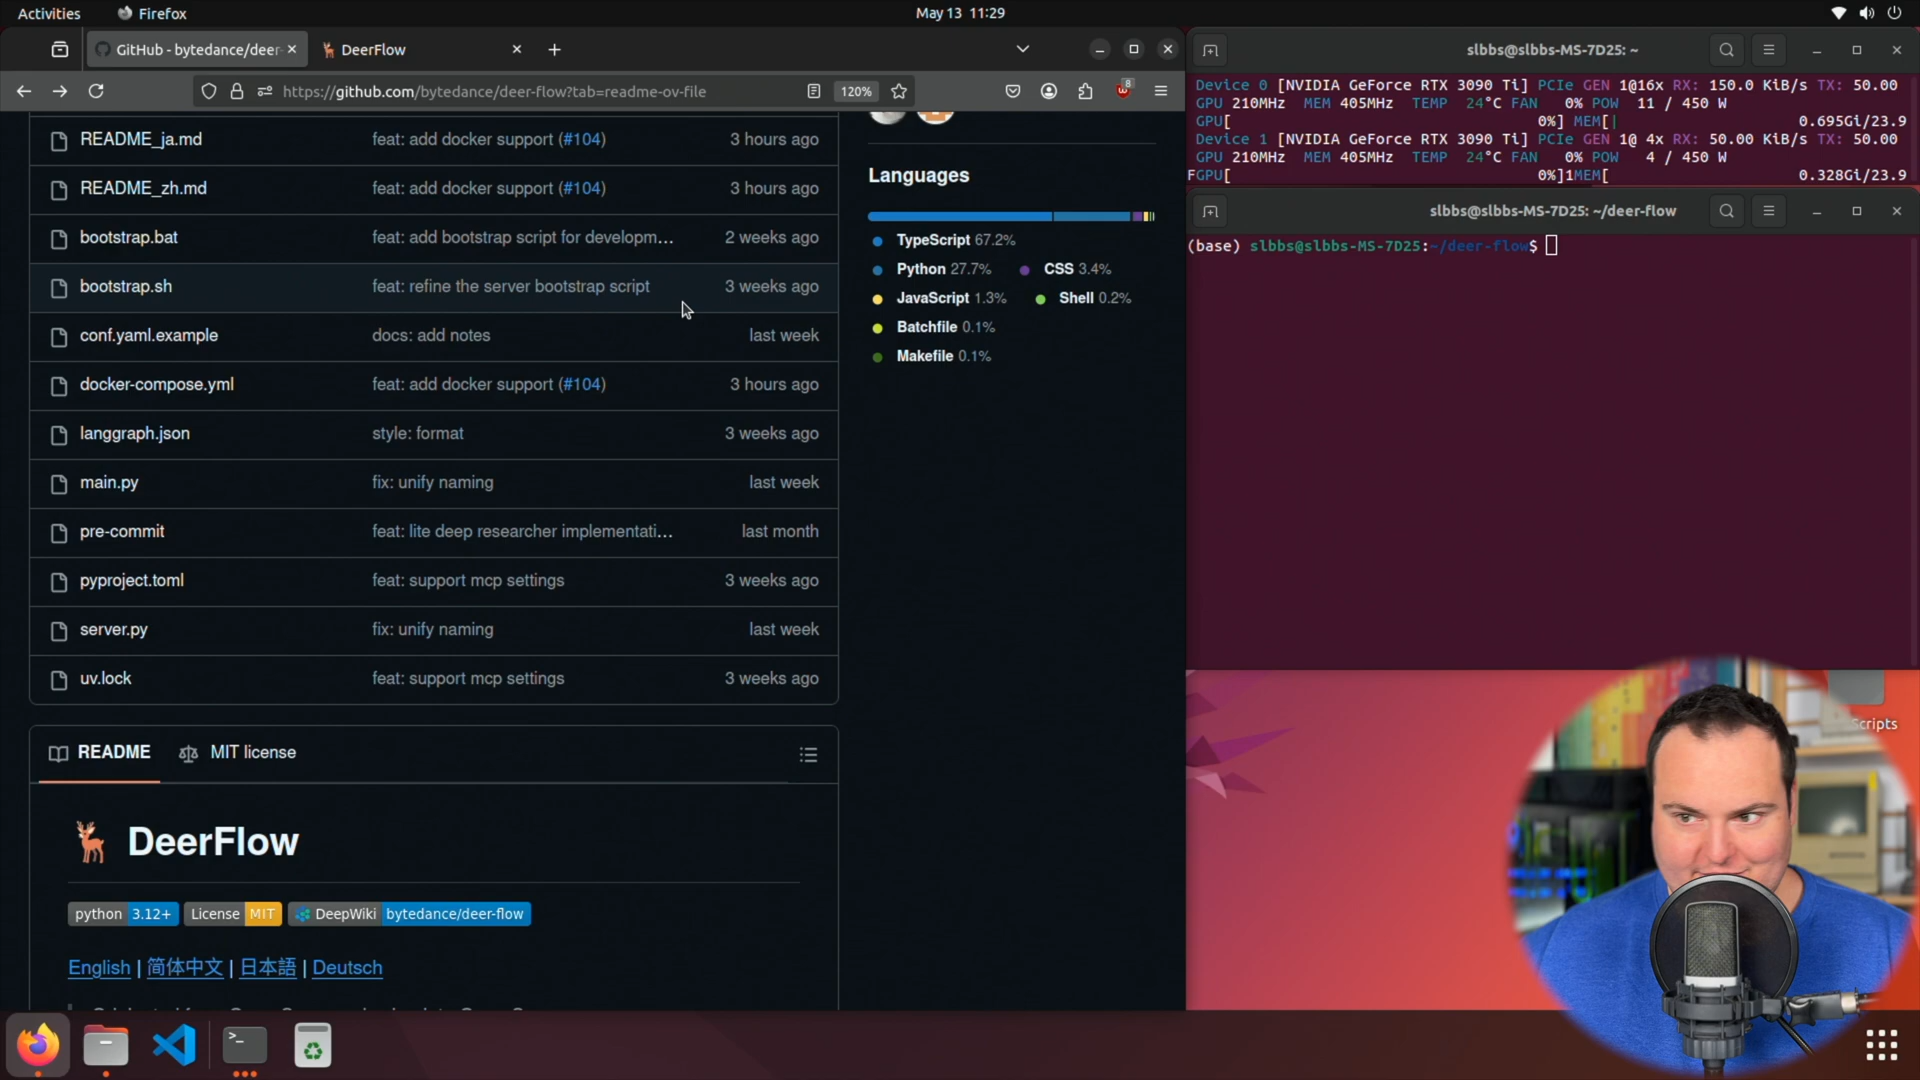 Activities
Firefox
May 13 11:29
GitHub - bytedance/deer-
DeerFlow
https://github.com/bytedance/deer-flow?tab=readme-ov-file
120%
8
README_ja.md feat: add docker support (#104) 3 hours ago
README_zh.md feat: add docker support (#104) 3 hours ago
bootstrap.bat feat: add bootstrap script for developm... 2 weeks ago
bootstrap.sh feat: refine the server bootstrap script 3 weeks ago
conf.yaml.example docs: add notes last week
docker-compose.yml feat: add docker support (#104) 3 hours ago
langgraph.json style: format 3 weeks ago
main.py fix: unify naming last week
pre-commit feat: lite deep researcher implementati... last month
pyproject.toml feat: support mcp settings 3 weeks ago
server.py fix: unify naming last week
uv.lock feat: support mcp settings 3 weeks ago
README
MIT license
DeerFlow
python 3.12+ License MIT DeepWiki bytedance/deer-flow
English | 简体中文 | 日本語 | Deutsch
Languages
TypeScript 67.2%
Python 27.7% CSS 3.4%
JavaScript 1.3% Shell 0.2%
Batchfile 0.1%
Makefile 0.1%
slbbs@slbbs-MS-7D25: ~
Device 0 [NVIDIA GeForce RTX 3090 Ti] PCIe GEN 1@16x RX: 150.0 KiB/s TX: 50.00
GPU 210MHz MEM 405MHz TEMP 24°C FAN 0% POW 11 / 450 W
GPU[ 0%] MEM[| 0.695Gi/23.9
Device 1 [NVIDIA GeForce RTX 3090 Ti] PCIe GEN 1@ 4x RX: 50.00 KiB/s TX: 50.00
GPU 210MHz MEM 405MHz TEMP 24°C FAN 0% POW 4 / 450 W
FGPU[ 0%]1MEM[ 0.328Gi/23.9
slbbs@slbbs-MS-7D25: ~/deer-flow
(base) slbbs@slbbs-MS-7D25:~/deer-flow$
Scripts